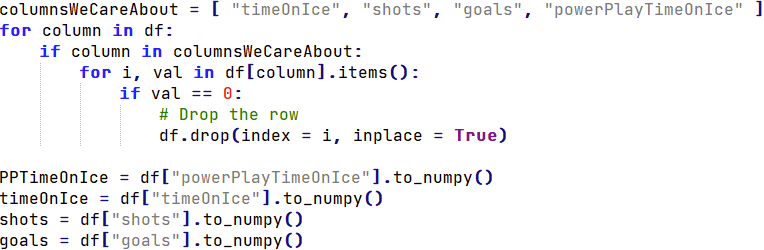 columnsWeCareAbout = [ "timeOnIce", "shots", "goals", "powerPlayTimeOnIce" ]
for column in df:
    if column in columnsWeCareAbout:
        for i, val in df[column].items():
            if val == 0:
                # Drop the row
                df.drop(index = i, inplace = True)

PPTimeOnIce = df["powerPlayTimeOnIce"].to_numpy()
timeOnIce = df["timeOnIce"].to_numpy()
shots = df["shots"].to_numpy()
goals = df["goals"].to_numpy()